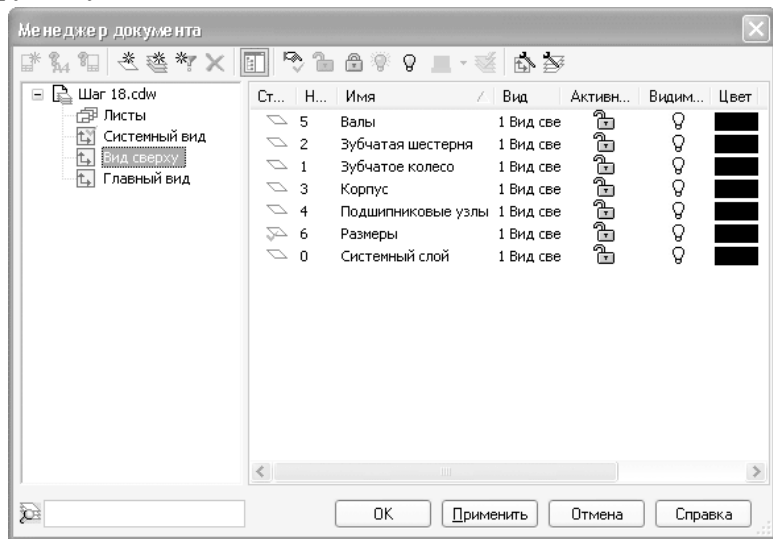 Менеджер документа
Шаг 18.cdw
Листы
Системный вид
Вид сверху
Главный вид
Ст... Н... Имя Вид Активн... Видим... Цвет
5 Валы 1 Вид све
2 Зубчатая шестерня 1 Вид све
1 Зубчатое колесо 1 Вид све
3 Корпус 1 Вид све
4 Подшипниковые узлы 1 Вид све
6 Размеры 1 Вид све
0 Системный слой 1 Вид све
OK Применить Отмена Справка